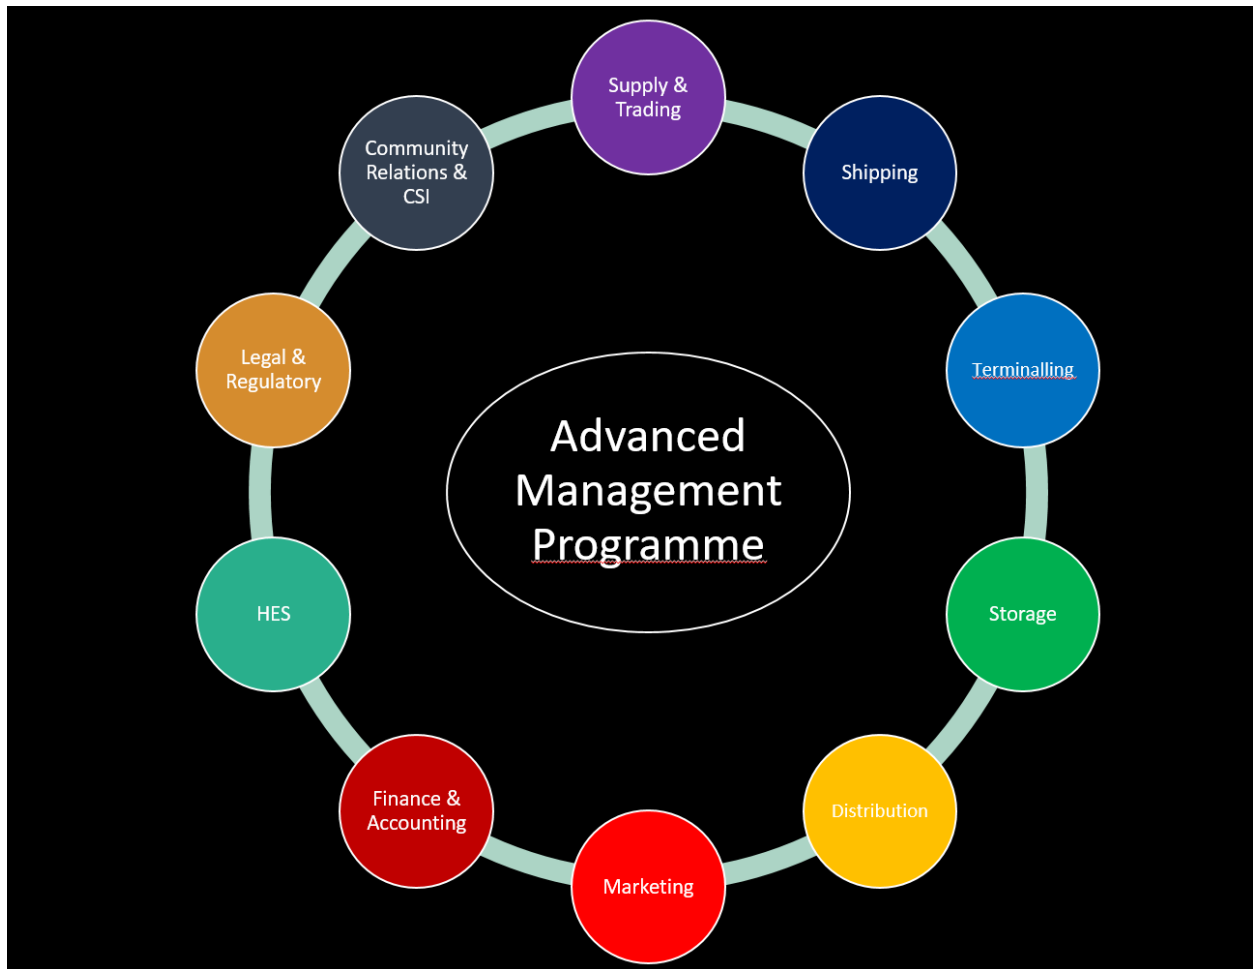 Supply &
Trading
Shipping
Terminalling
Storage
Distribution
Marketing
Finance &
Accounting
HES
Legal &
Regulatory
Community
Relations &
CSI
Advanced
Management
Programme